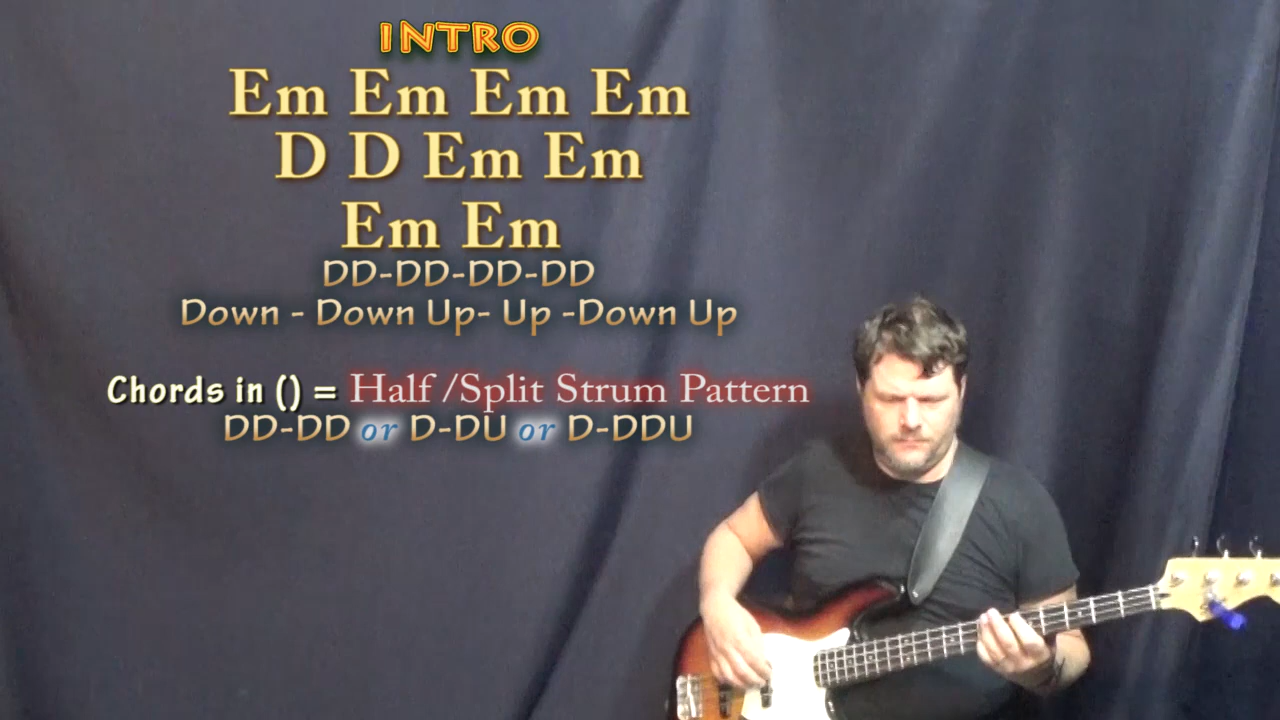 INTRO
Em Em Em Em
D D Em Em
Em Em
DD-DD-DD-DD
Down - Down Up- Up -Down Up
Chords in () = Half /Split Strum Pattern
DD-DD or D-DU or D-DDU